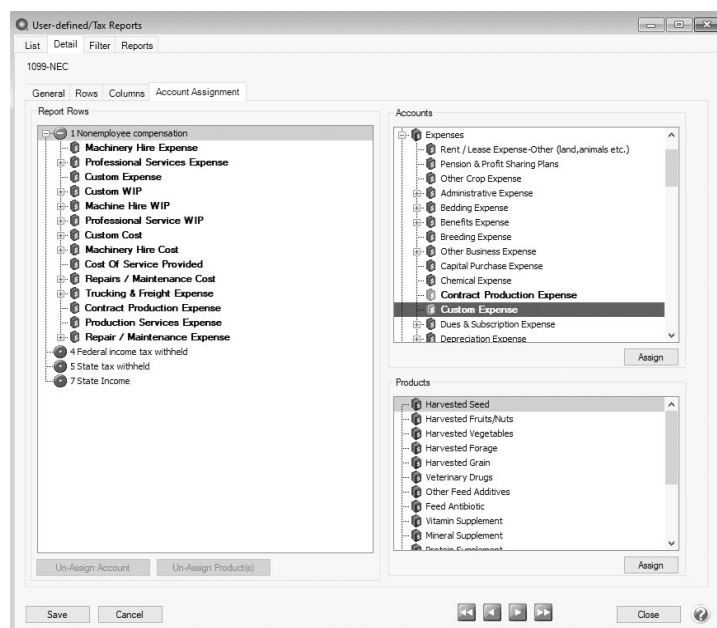 User-defined/Tax Reports
List Detail Filter Reports
1099-NEC
General Rows Columns Account Assignment
Report Rows
1 Nonemployee compensation
Machinery Hire Expense
Professional Services Expense
Custom Expense
Custom WIP
Machine Hire WIP
Professional Service WIP
Custom Cost
Machinery Hire Cost
Cost Of Service Provided
Repairs / Maintenance Cost
Trucking & Freight Expense
Contract Production Expense
Production Services Expense
Repair / Maintenance Expense
4 Federal income tax withheld
5 State tax withheld
7 State Income
Un-Assign Account Un-Assign Product(s)
Accounts
Expenses
Rent / Lease Expense-Other (land,animals etc.)
Pension & Profit Sharing Plans
Other Crop Expense
Administrative Expense
Bedding Expense
Benefits Expense
Breeding Expense
Other Business Expense
Capital Purchase Expense
Chemical Expense
Contract Production Expense
Custom Expense
Dues & Subscription Expense
Depreciation Expense
Assign
Products
Harvested Seed
Harvested Fruits/Nuts
Harvested Vegetables
Harvested Forage
Harvested Grain
Veterinary Drugs
Other Feed Additives
Feed Antibiotic
Vitamin Supplement
Mineral Supplement
Protein Supplement
Assign
Save Cancel Close